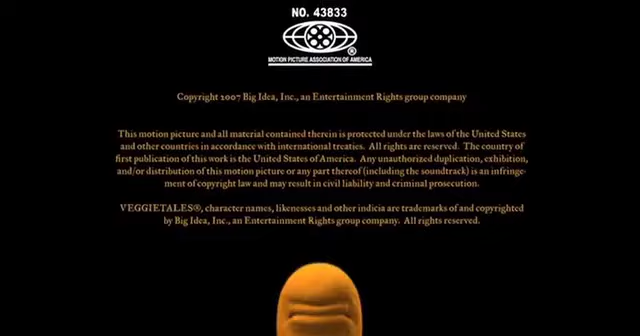 NO. 43833
®
MOTION PICTURE ASSOCIATION OF AMERICA
Copyright 2007 Big Idea, Inc., an Entertainment Rights group company
This motion picture and all material contained therein is protected under the laws of the United States
and other countries in accordance with international treaties. All rights are reserved. The country of
first publication of this work is the United States of America. Any unauthorized duplication, exhibition,
and/or distribution of this motion picture or any part thereof (including the soundtrack) is an infringe-
ment of copyright law and may result in civil liability and criminal prosecution.
VEGGIETALES®, character names, likenesses and other indicia are trademarks of and copyrighted
by Big Idea, Inc., an Entertainment Rights group company. All rights reserved.